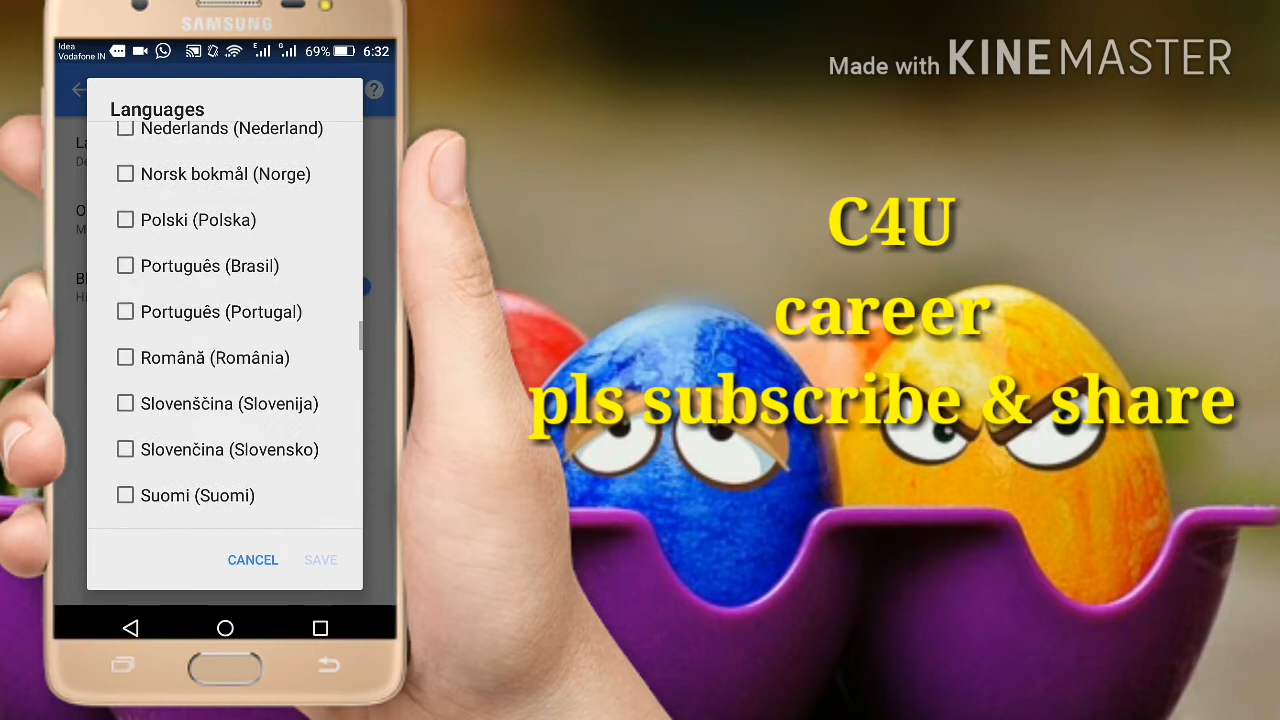 SAMSUNG
Idea
Vodafone IN
69%
6:32
Languages
Nederlands (Nederland)
Norsk bokmål (Norge)
Polski (Polska)
Português (Brasil)
Português (Portugal)
Română (România)
Slovenščina (Slovenija)
Slovenčina (Slovensko)
Suomi (Suomi)
CANCEL
SAVE
Made with KINEMASTER
C4U
career
pls subscribe & share